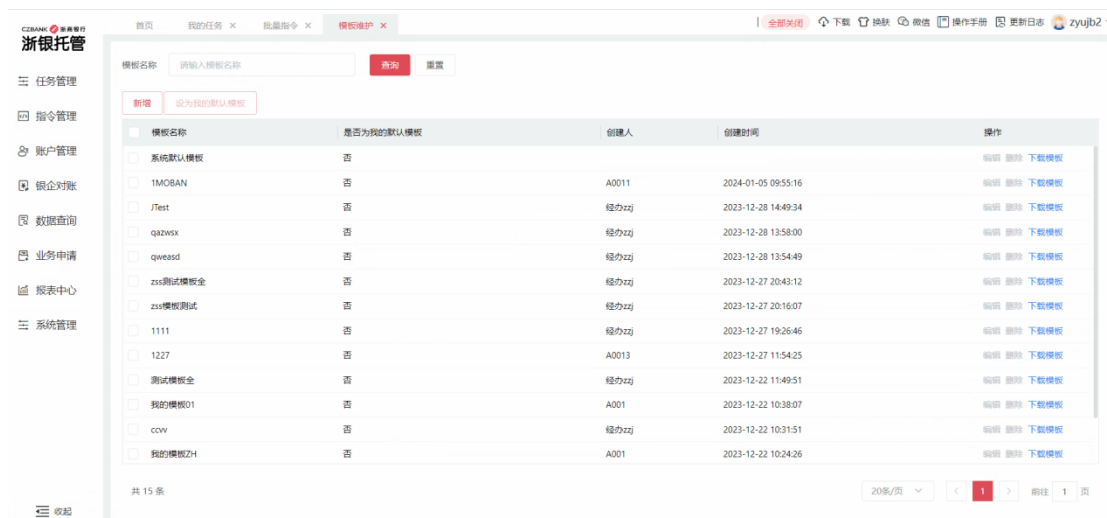 CZBANK 浙商银行
浙银托管
首页 我的任务 × 批量指令 × 模板维护 ×
全部关闭 下载 换肤 微信 操作手册 更新日志 zyujb2
任务管理
指令管理
账户管理
银企对账
数据查询
业务申请
报表中心
系统管理
收起
模板名称 请输入模板名称 查询 重置
新增 设为我的默认模板
模板名称 是否为我的默认模板 创建人 创建时间 操作
系统默认模板 否 编辑 删除 下载模板
1MOBAN 否 A0011 2024-01-05 09:55:16 编辑 删除 下载模板
JTest 否 经办zzj 2023-12-28 14:49:34 编辑 删除 下载模板
qazwsx 否 经办zzj 2023-12-28 13:58:00 编辑 删除 下载模板
qweasd 否 经办zzj 2023-12-28 13:54:49 编辑 删除 下载模板
zss测试模板全 否 经办zzj 2023-12-27 20:43:12 编辑 删除 下载模板
zss模板测试 否 经办zzj 2023-12-27 20:16:07 编辑 删除 下载模板
1111 否 经办zzj 2023-12-27 19:26:46 编辑 删除 下载模板
1227 否 A0013 2023-12-27 11:54:25 编辑 删除 下载模板
测试模板全 否 经办zzj 2023-12-22 11:49:51 编辑 删除 下载模板
我的模板01 否 A001 2023-12-22 10:38:07 编辑 删除 下载模板
ccvv 否 经办zzj 2023-12-22 10:31:51 编辑 删除 下载模板
我的模板ZH 否 A001 2023-12-22 10:24:26 编辑 删除 下载模板
共 15 条 20条/页 < 1 > 前往 1 页